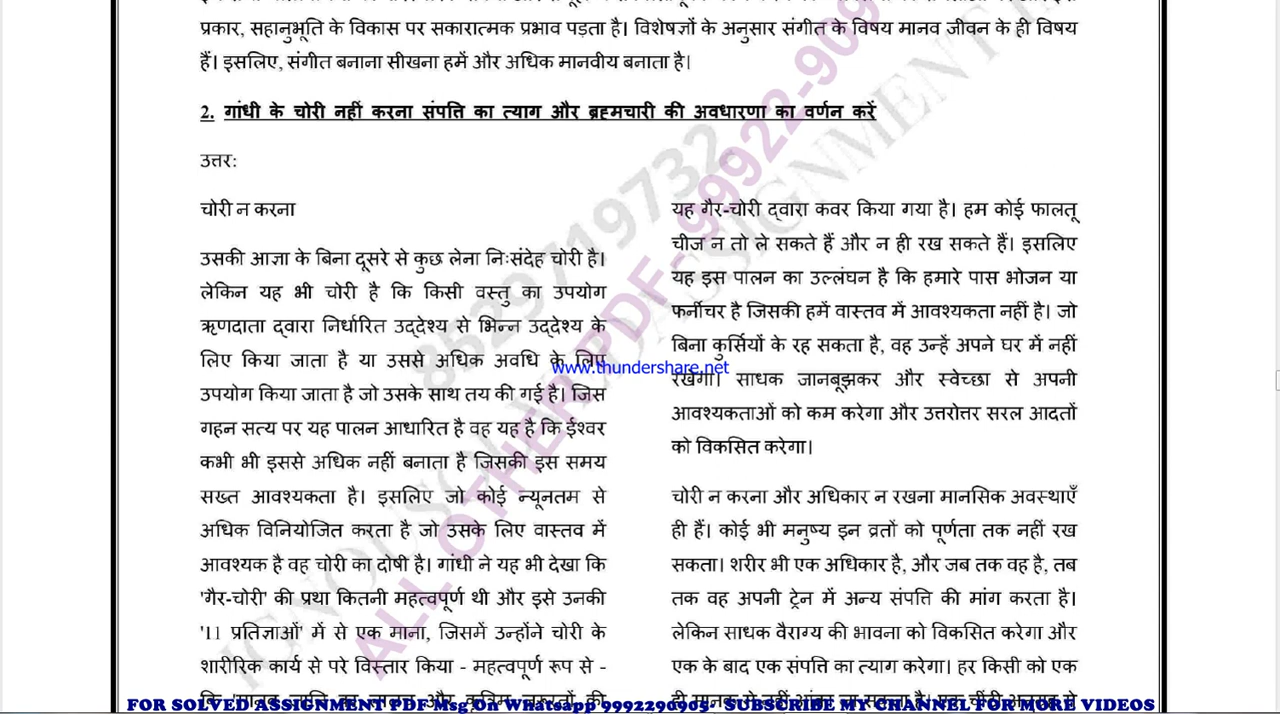 प्रकार, सहानुभूति के विकास पर सकारात्मक प्रभाव पड़ता है। विशेषज्ञों के अनुसार संगीत के विषय मानव जीवन के ही विषय
हैं। इसलिए, संगीत बनाना सीखना हमें और अधिक मानवीय बनाता है।
2. गांधी के चोरी नहीं करना संपत्ति का त्याग और ब्रह्मचारी की अवधारणा का वर्णन करें
उत्तर:
चोरी न करना
उसकी आज्ञा के बिना दूसरे से कुछ लेना निःसंदेह चोरी है।
लेकिन यह भी चोरी है कि किसी वस्तु का उपयोग
ऋणदाता द्वारा निर्धारित उद्देश्य से भिन्न उद्देश्य के
लिए किया जाता है या उससे अधिक अवधि के लिए
उपयोग किया जाता है जो उसके साथ तय की गई है। जिस
गहन सत्य पर यह पालन आधारित है वह यह है कि ईश्वर
कभी भी इससे अधिक नहीं बनाता है जिसकी इस समय
सख्त आवश्यकता है। इसलिए जो कोई न्यूनतम से
अधिक विनियोजित करता है जो उसके लिए वास्तव में
आवश्यक है वह चोरी का दोषी है। गांधी ने यह भी देखा कि
'गैर-चोरी' की प्रथा कितनी महत्वपूर्ण थी और इसे उनकी
'11 प्रतिज्ञाओं' में से एक माना, जिसमें उन्होंने चोरी के
शारीरिक कार्य से परे विस्तार किया - महत्वपूर्ण रूप से -
यह गैर-चोरी द्वारा कवर किया गया है। हम कोई फालतू
चीज न तो ले सकते हैं और न ही रख सकते हैं। इसलिए
यह इस पालन का उल्लंघन है कि हमारे पास भोजन या
फर्नीचर है जिसकी हमें वास्तव में आवश्यकता नहीं है। जो
बिना कुर्सियों के रह सकता है, वह उन्हें अपने घर में नहीं
रखेगा। साधक जानबूझकर और स्वेच्छा से अपनी
आवश्यकताओं को कम करेगा और उत्तरोत्तर सरल आदतों
को विकसित करेगा।
चोरी न करना और अधिकार न रखना मानसिक अवस्थाएँ
ही हैं। कोई भी मनुष्य इन व्रतों को पूर्णता तक नहीं रख
सकता। शरीर भी एक अधिकार है, और जब तक वह है, तब
तक वह अपनी ट्रेन में अन्य संपत्ति की मांग करता है।
लेकिन साधक वैराग्य की भावना को विकसित करेगा और
एक के बाद एक संपत्ति का त्याग करेगा। हर किसी को एक
www.thundershare.net
8529719732
ALL OTHER PDF- 99922-909
FOR SOLVED ASSIGNMENT PDF Msg On Whatsapp 9992290905- SUBSCRIBE MY CHANNEL FOR MORE VIDEOS